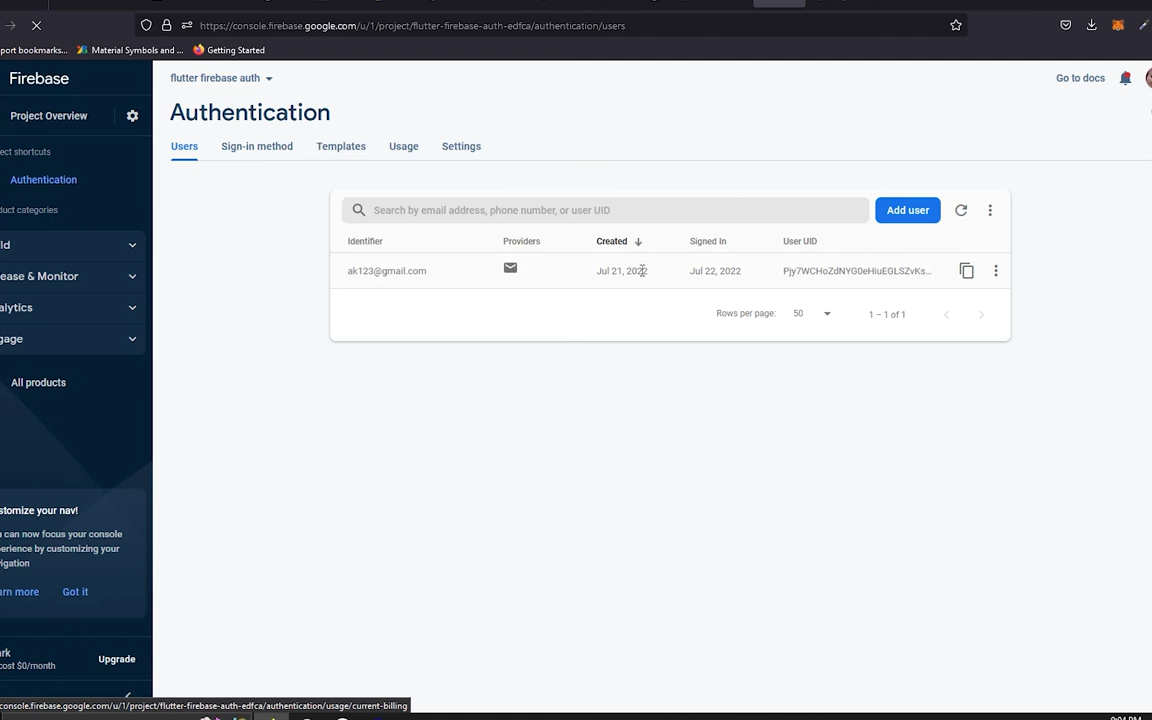 https://console.firebase.google.com/u/1/project/flutter-firebase-auth-edfca/authentication/users
port bookmarks... Material Symbols and ... Getting Started
Firebase
flutter firebase auth
Go to docs
Authentication
Project Overview
Users Sign-in method Templates Usage Settings
ect shortcuts
Authentication
duct categories
Search by email address, phone number, or user UID
Add user
ld
Identifier Providers Created Signed In User UID
ease & Monitor
ak123@gmail.com Jul 21, 2022 Jul 22, 2022 Pjy7WCHoZdNYG0eHiuEGLSZvKs...
alytics
Rows per page: 50 1 – 1 of 1
gage
All products
stomize your nav!
u can now focus your console
perience by customizing your
vigation
arn more Got it
rk
cost $0/month
Upgrade
console.firebase.google.com/u/1/project/flutter-firebase-auth-edfca/authentication/usage/current-billing